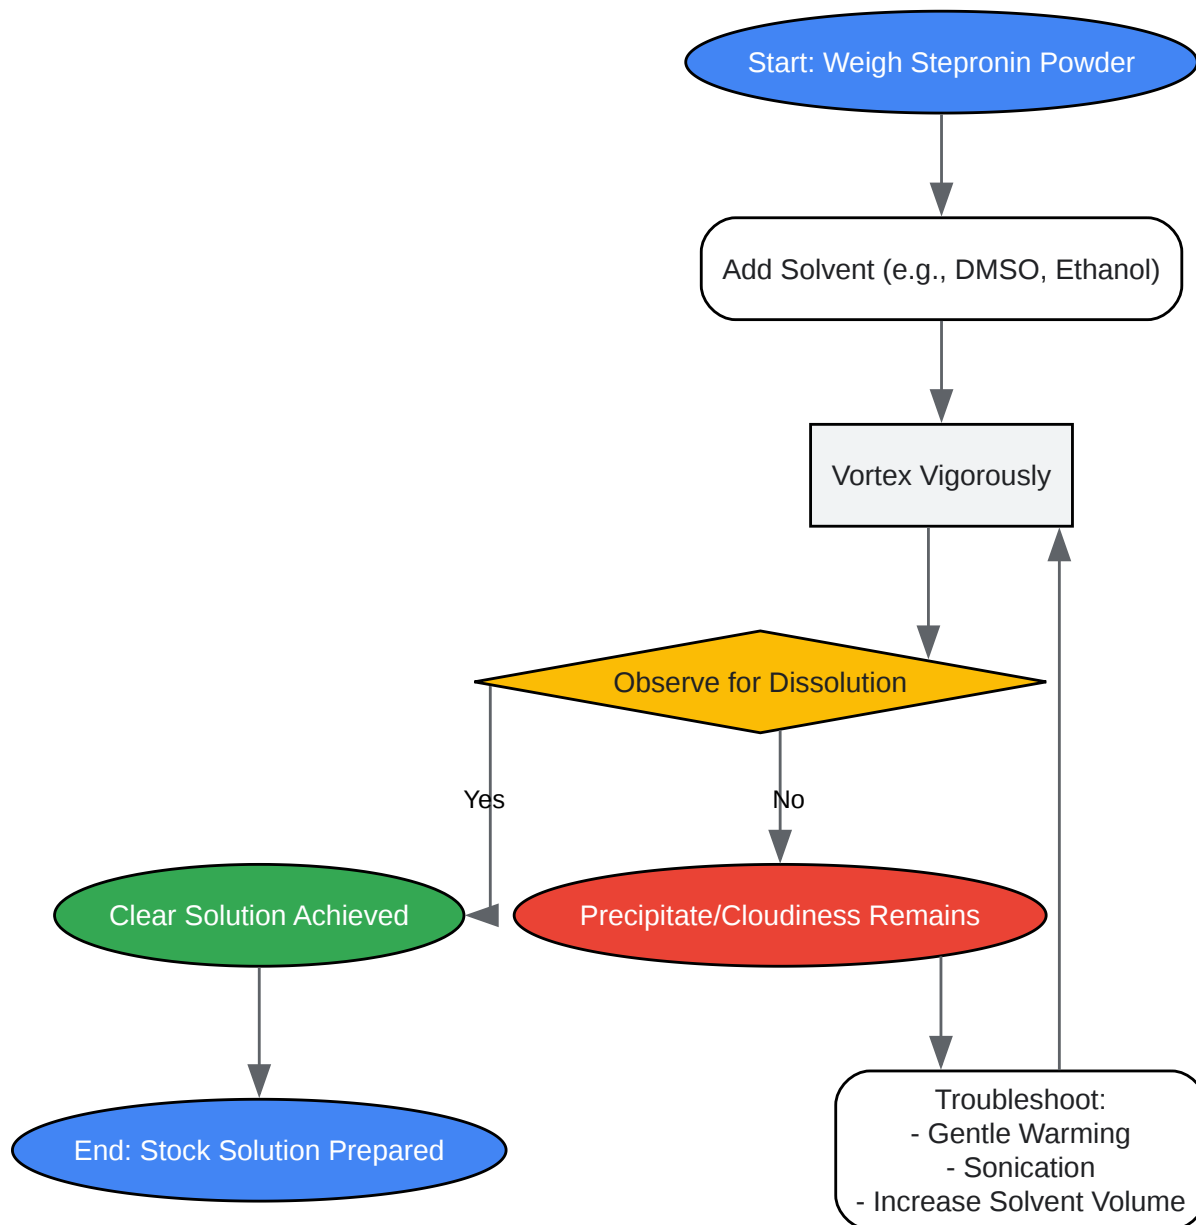 Start: Weigh Stepronin Powder
Add Solvent (e.g., DMSO, Ethanol)
Vortex Vigorously
Observe for Dissolution
Yes
No
Clear Solution Achieved
Precipitate/Cloudiness Remains
End: Stock Solution Prepared
Troubleshoot:
- Gentle Warming
- Sonication
- Increase Solvent Volume